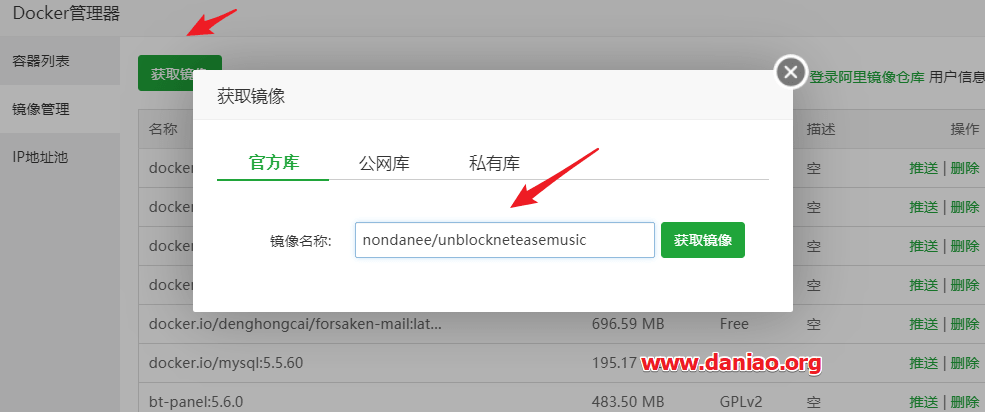 Docker管理器
容器列表
镜像管理
IP地址池
获取镜像
登录阿里镜像仓库 用户信息
名称 描述 操作
获取镜像
官方库 公网库 私有库
镜像名称: nondanee/unblockneteasemusic 获取镜像
docker 空 推送 | 删除
docker 空 推送 | 删除
docker 空 推送 | 删除
docker 空 推送 | 删除
docker.io/denghongcai/forsaken-mail:lat... 696.59 MB Free 空 推送 | 删除
docker.io/mysql:5.5.60 195.17 空 推送 | 删除
www.daniao.org
bt-panel:5.6.0 483.50 MB GPLv2 空 推送 | 删除